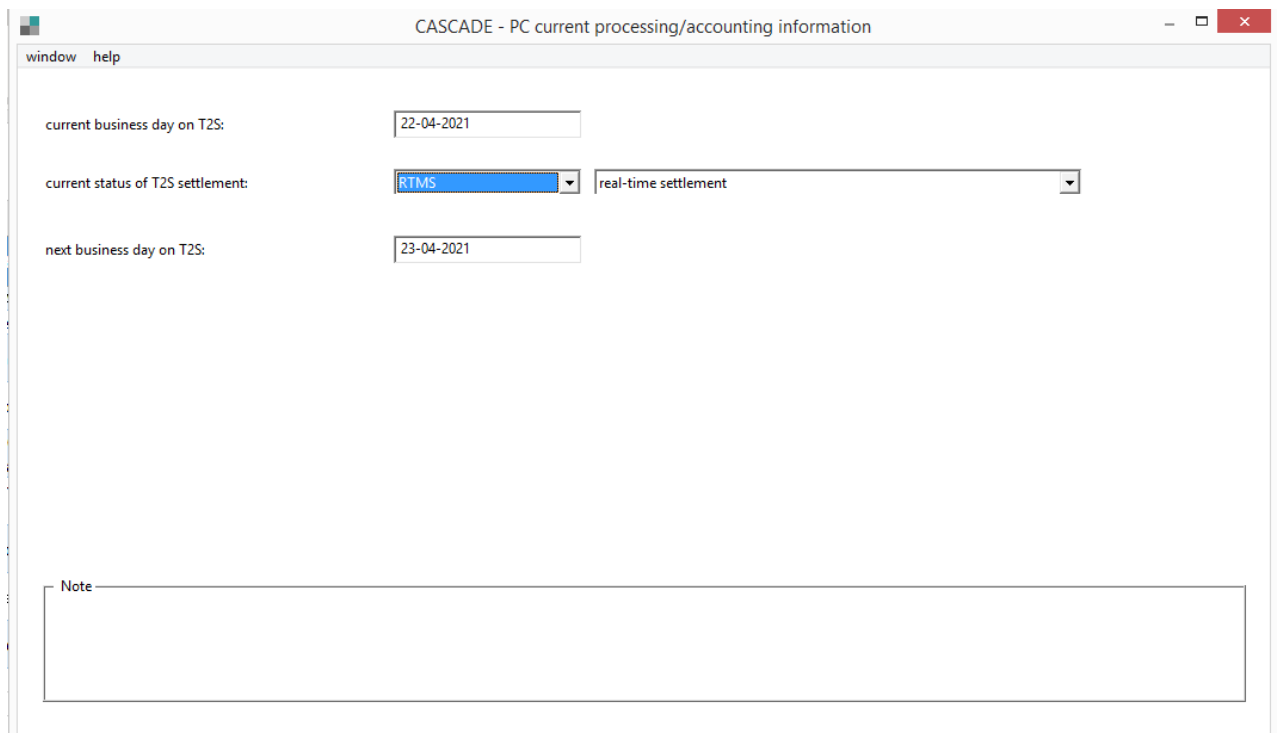 CASCADE - PC current processing/accounting information
window help
current business day on T2S: 22-04-2021
current status of T2S settlement: RTMS real-time settlement
next business day on T2S: 23-04-2021
Note